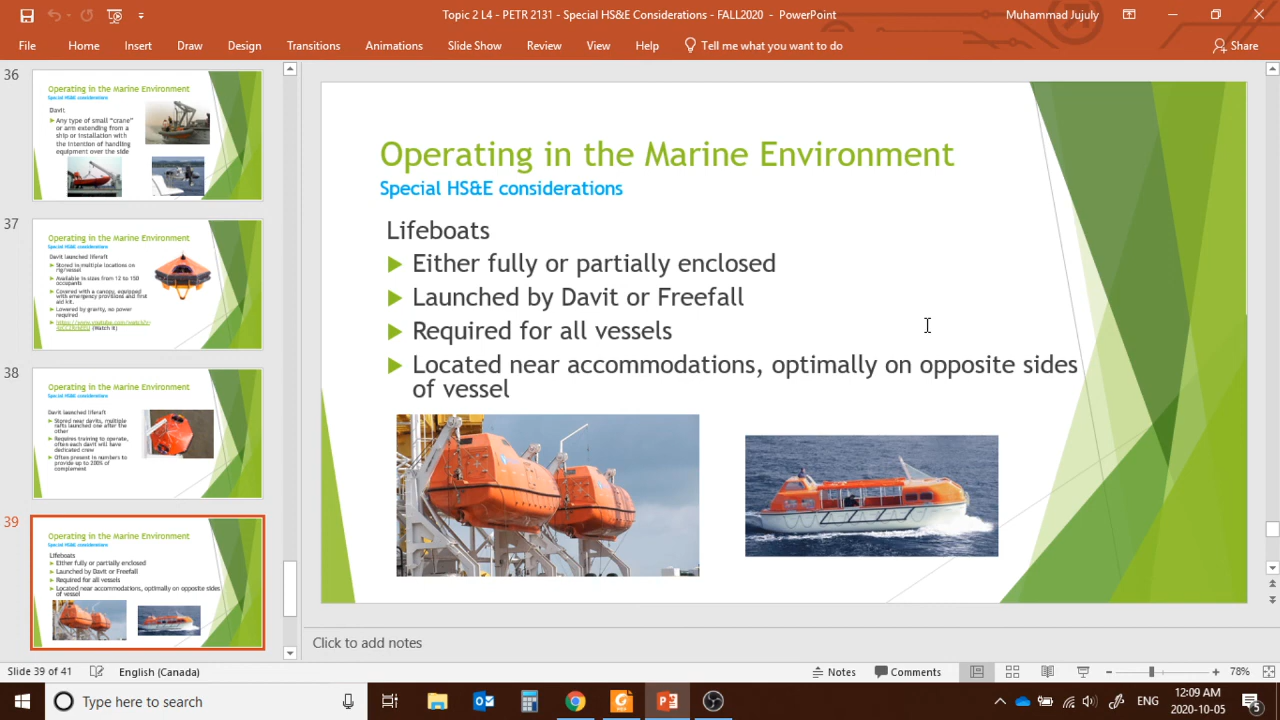 Topic 2 L4 - PETR 2131 - Special HS&E Considerations - FALL2020 - PowerPoint
Muhammad Jujuly
File Home Insert Draw Design Transitions Animations Slide Show Review View Help Tell me what you want to do Share
36
Operating in the Marine Environment
Special HS&E considerations
Davit
Any type of small "crane"
or arm extending from a
ship or installation with
the intention of handling
equipment over the side
37
Operating in the Marine Environment
Special HS&E considerations
Davit launched liferaft
Stored in multiple locations on
rig/vessel
Available in sizes from 12 to 150
occupants
Covered with a canopy, equipped
with emergency provisions and first
aid kit.
Lowered by gravity, no power
required
(Watch it)
38
Operating in the Marine Environment
Special HS&E considerations
Davit launched liferaft
Stored near davits, multiple
rafts launched one after the
other
Requires training to operate,
often each davit will have
dedicated crew
Often present in numbers to
provide up to 200% of
complement
39
Operating in the Marine Environment
Special HS&E considerations
Lifeboats
Either fully or partially enclosed
Launched by Davit or Freefall
Required for all vessels
Located near accommodations, optimally on opposite sides
of vessel
Operating in the Marine Environment
Special HS&E considerations
Lifeboats
Either fully or partially enclosed
Launched by Davit or Freefall
Required for all vessels
Located near accommodations, optimally on opposite sides
of vessel
Click to add notes
Slide 39 of 41 English (Canada) Notes Comments 78%
Type here to search
ENG
12:09 AM
2020-10-05
5